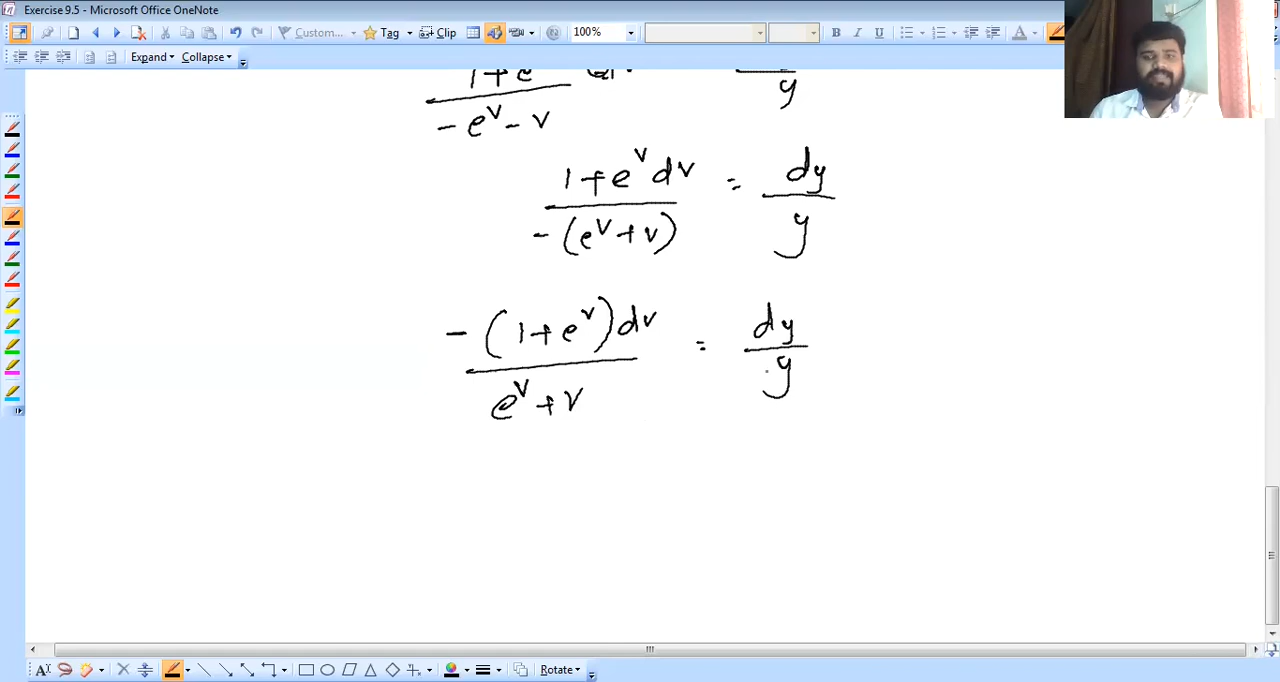 Exercise 9.5 - Microsoft Office OneNote
Custom... Tag Clip 100% B I U A
Expand Collapse
1+e
y
-e^v - v
1+e^v dv = dy
-(e^v+v) y
-(1+e^v)dv = dy
e^v+v y
A Rotate